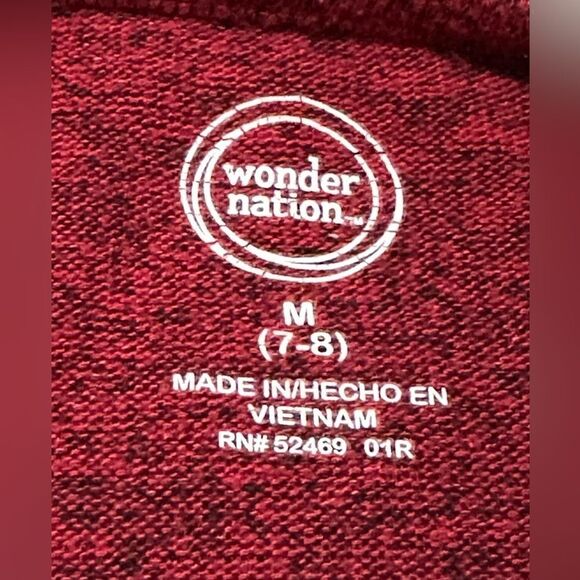 wonder
nation™
M
(7-8)
MADE IN/HECHO EN
VIETNAM
RN# 52469 01R